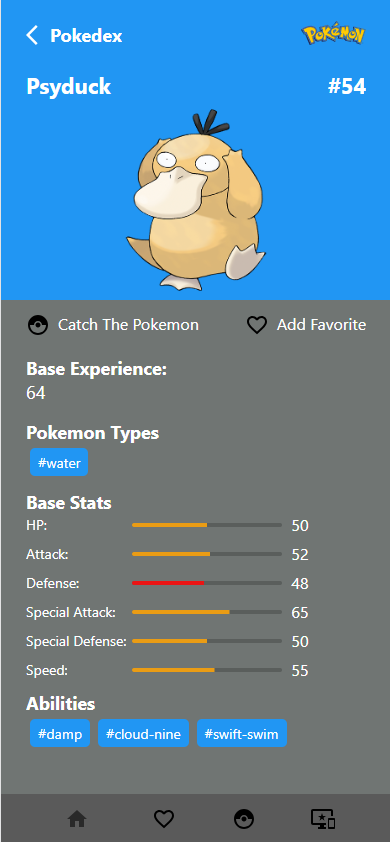 Pokedex
POKÉMON
Psyduck
#54
Catch The Pokemon
Add Favorite
Base Experience:
64
Pokemon Types
#water
Base Stats
HP: 50
Attack: 52
Defense: 48
Special Attack: 65
Special Defense: 50
Speed: 55
Abilities
#damp #cloud-nine #swift-swim